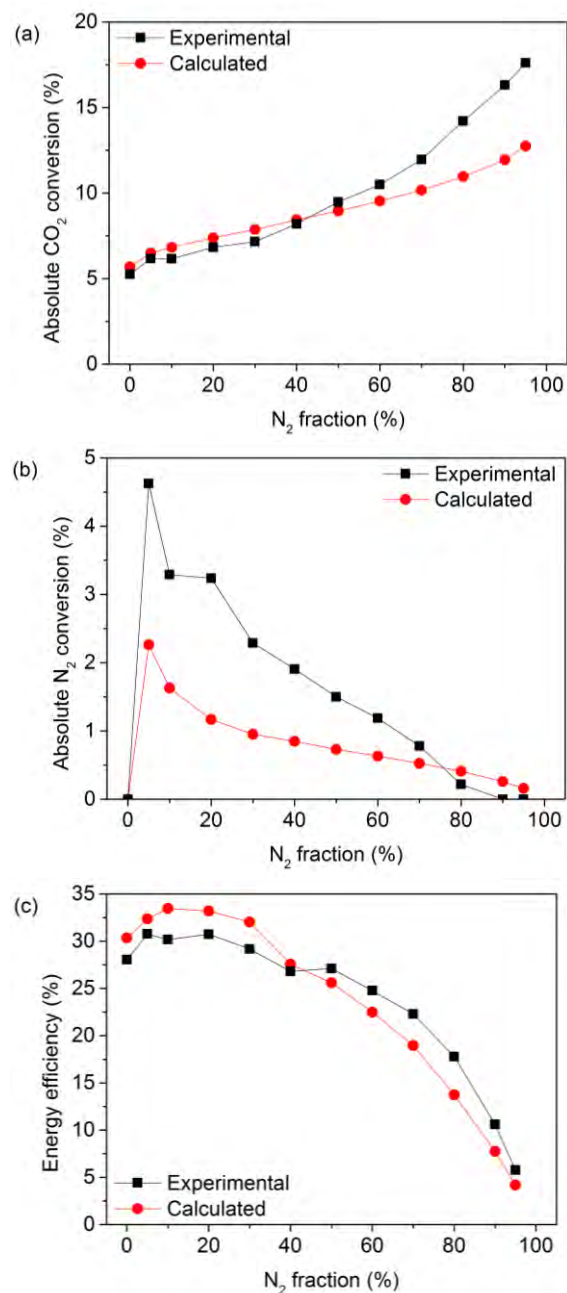 (a)
20
15
10
5
0
Absolute CO₂ conversion (%)
Experimental
Calculated
0 20 40 60 80 100
N₂ fraction (%)
(b)
5
4
3
2
1
0
Absolute N₂ conversion (%)
Experimental
Calculated
0 20 40 60 80 100
N₂ fraction (%)
(c)
35
30
25
20
15
10
5
0
Energy efficiency (%)
Experimental
Calculated
0 20 40 60 80 100
N₂ fraction (%)